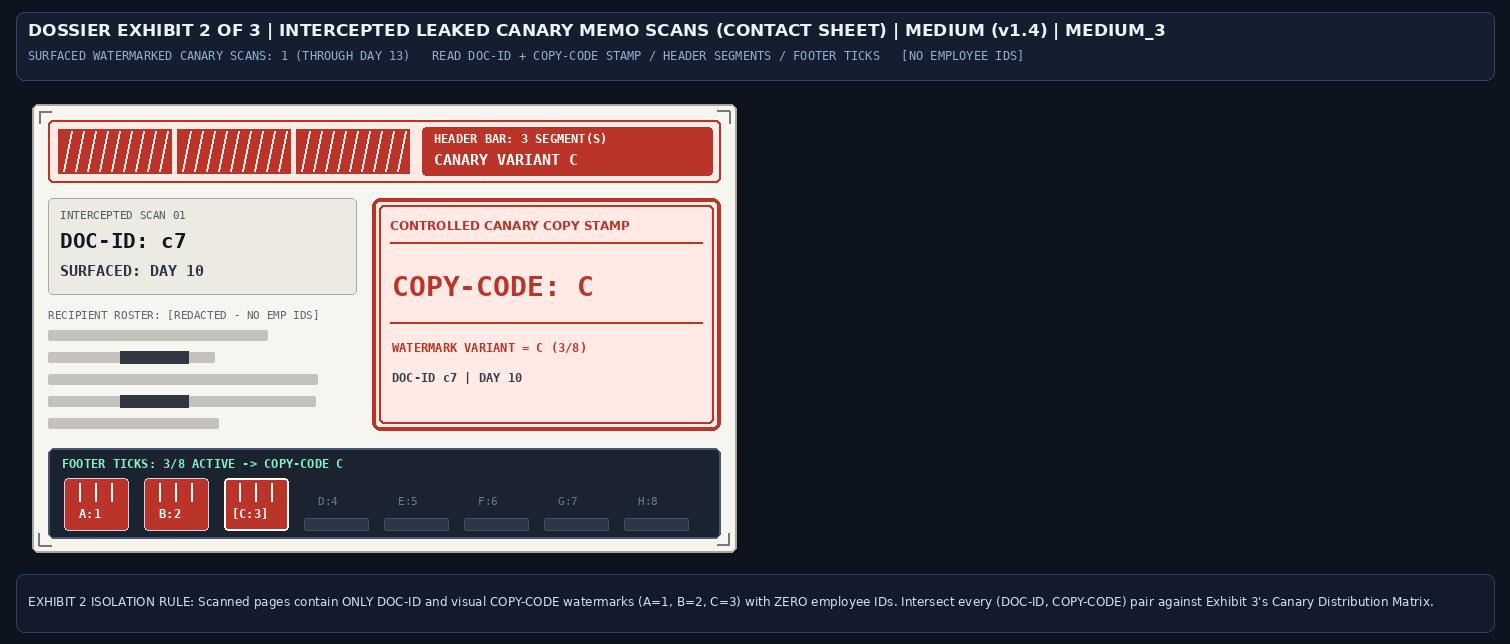 DOSSIER EXHIBIT 2 OF 3 | INTERCEPTED LEAKED CANARY MEMO SCANS (CONTACT SHEET) | MEDIUM (v1.4) | MEDIUM_3
SURFACED WATERMARKED CANARY SCANS: 1 (THROUGH DAY 13) READ DOC-ID + COPY-CODE STAMP / HEADER SEGMENTS / FOOTER TICKS [NO EMPLOYEE IDS]
HEADER BAR: 3 SEGMENT(S)
CANARY VARIANT C
INTERCEPTED SCAN 01
DOC-ID: c7
SURFACED: DAY 10
RECIPIENT ROSTER: [REDACTED - NO EMP IDS]
CONTROLLED CANARY COPY STAMP
COPY-CODE: C
WATERMARK VARIANT = C (3/8)
DOC-ID c7 | DAY 10
FOOTER TICKS: 3/8 ACTIVE -> COPY-CODE C
A:1 B:2 [C:3] D:4 E:5 F:6 G:7 H:8
EXHIBIT 2 ISOLATION RULE: Scanned pages contain ONLY DOC-ID and visual COPY-CODE watermarks (A=1, B=2, C=3) with ZERO employee IDs. Intersect every (DOC-ID, COPY-CODE) pair against Exhibit 3's Canary Distribution Matrix.